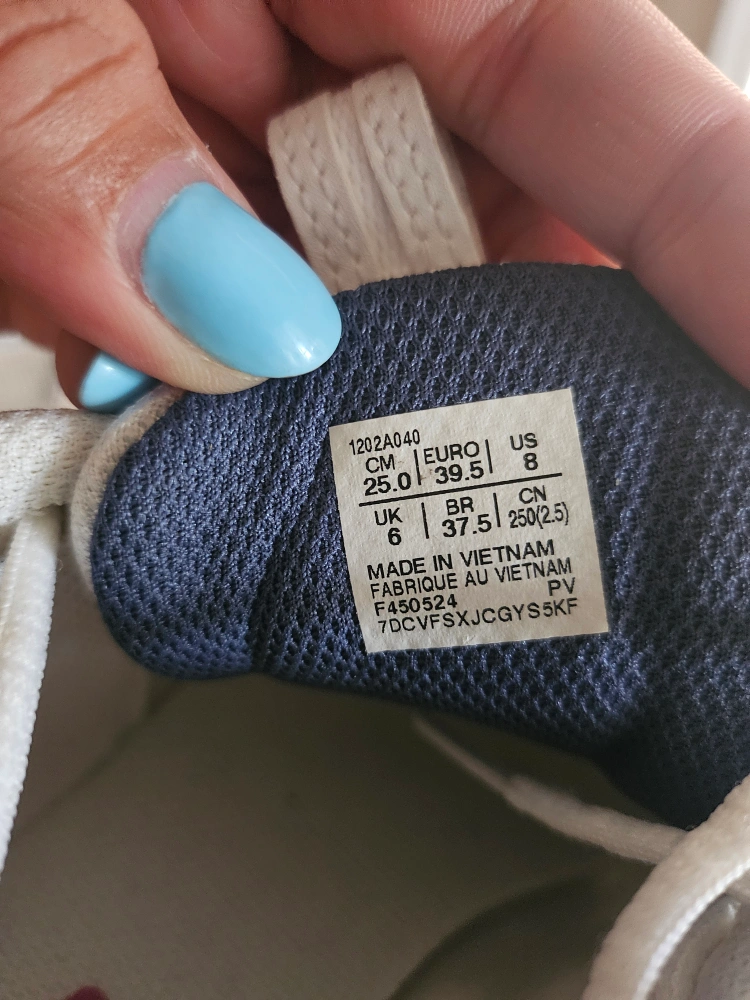 1202A040
CM | EURO | US
25.0 | 39.5 | 8
UK | BR | CN
6 | 37.5 | 250(2.5)
MADE IN VIETNAM
FABRIQUE AU VIETNAM
F450524 PV
7DCVFSXJCGYS5KF